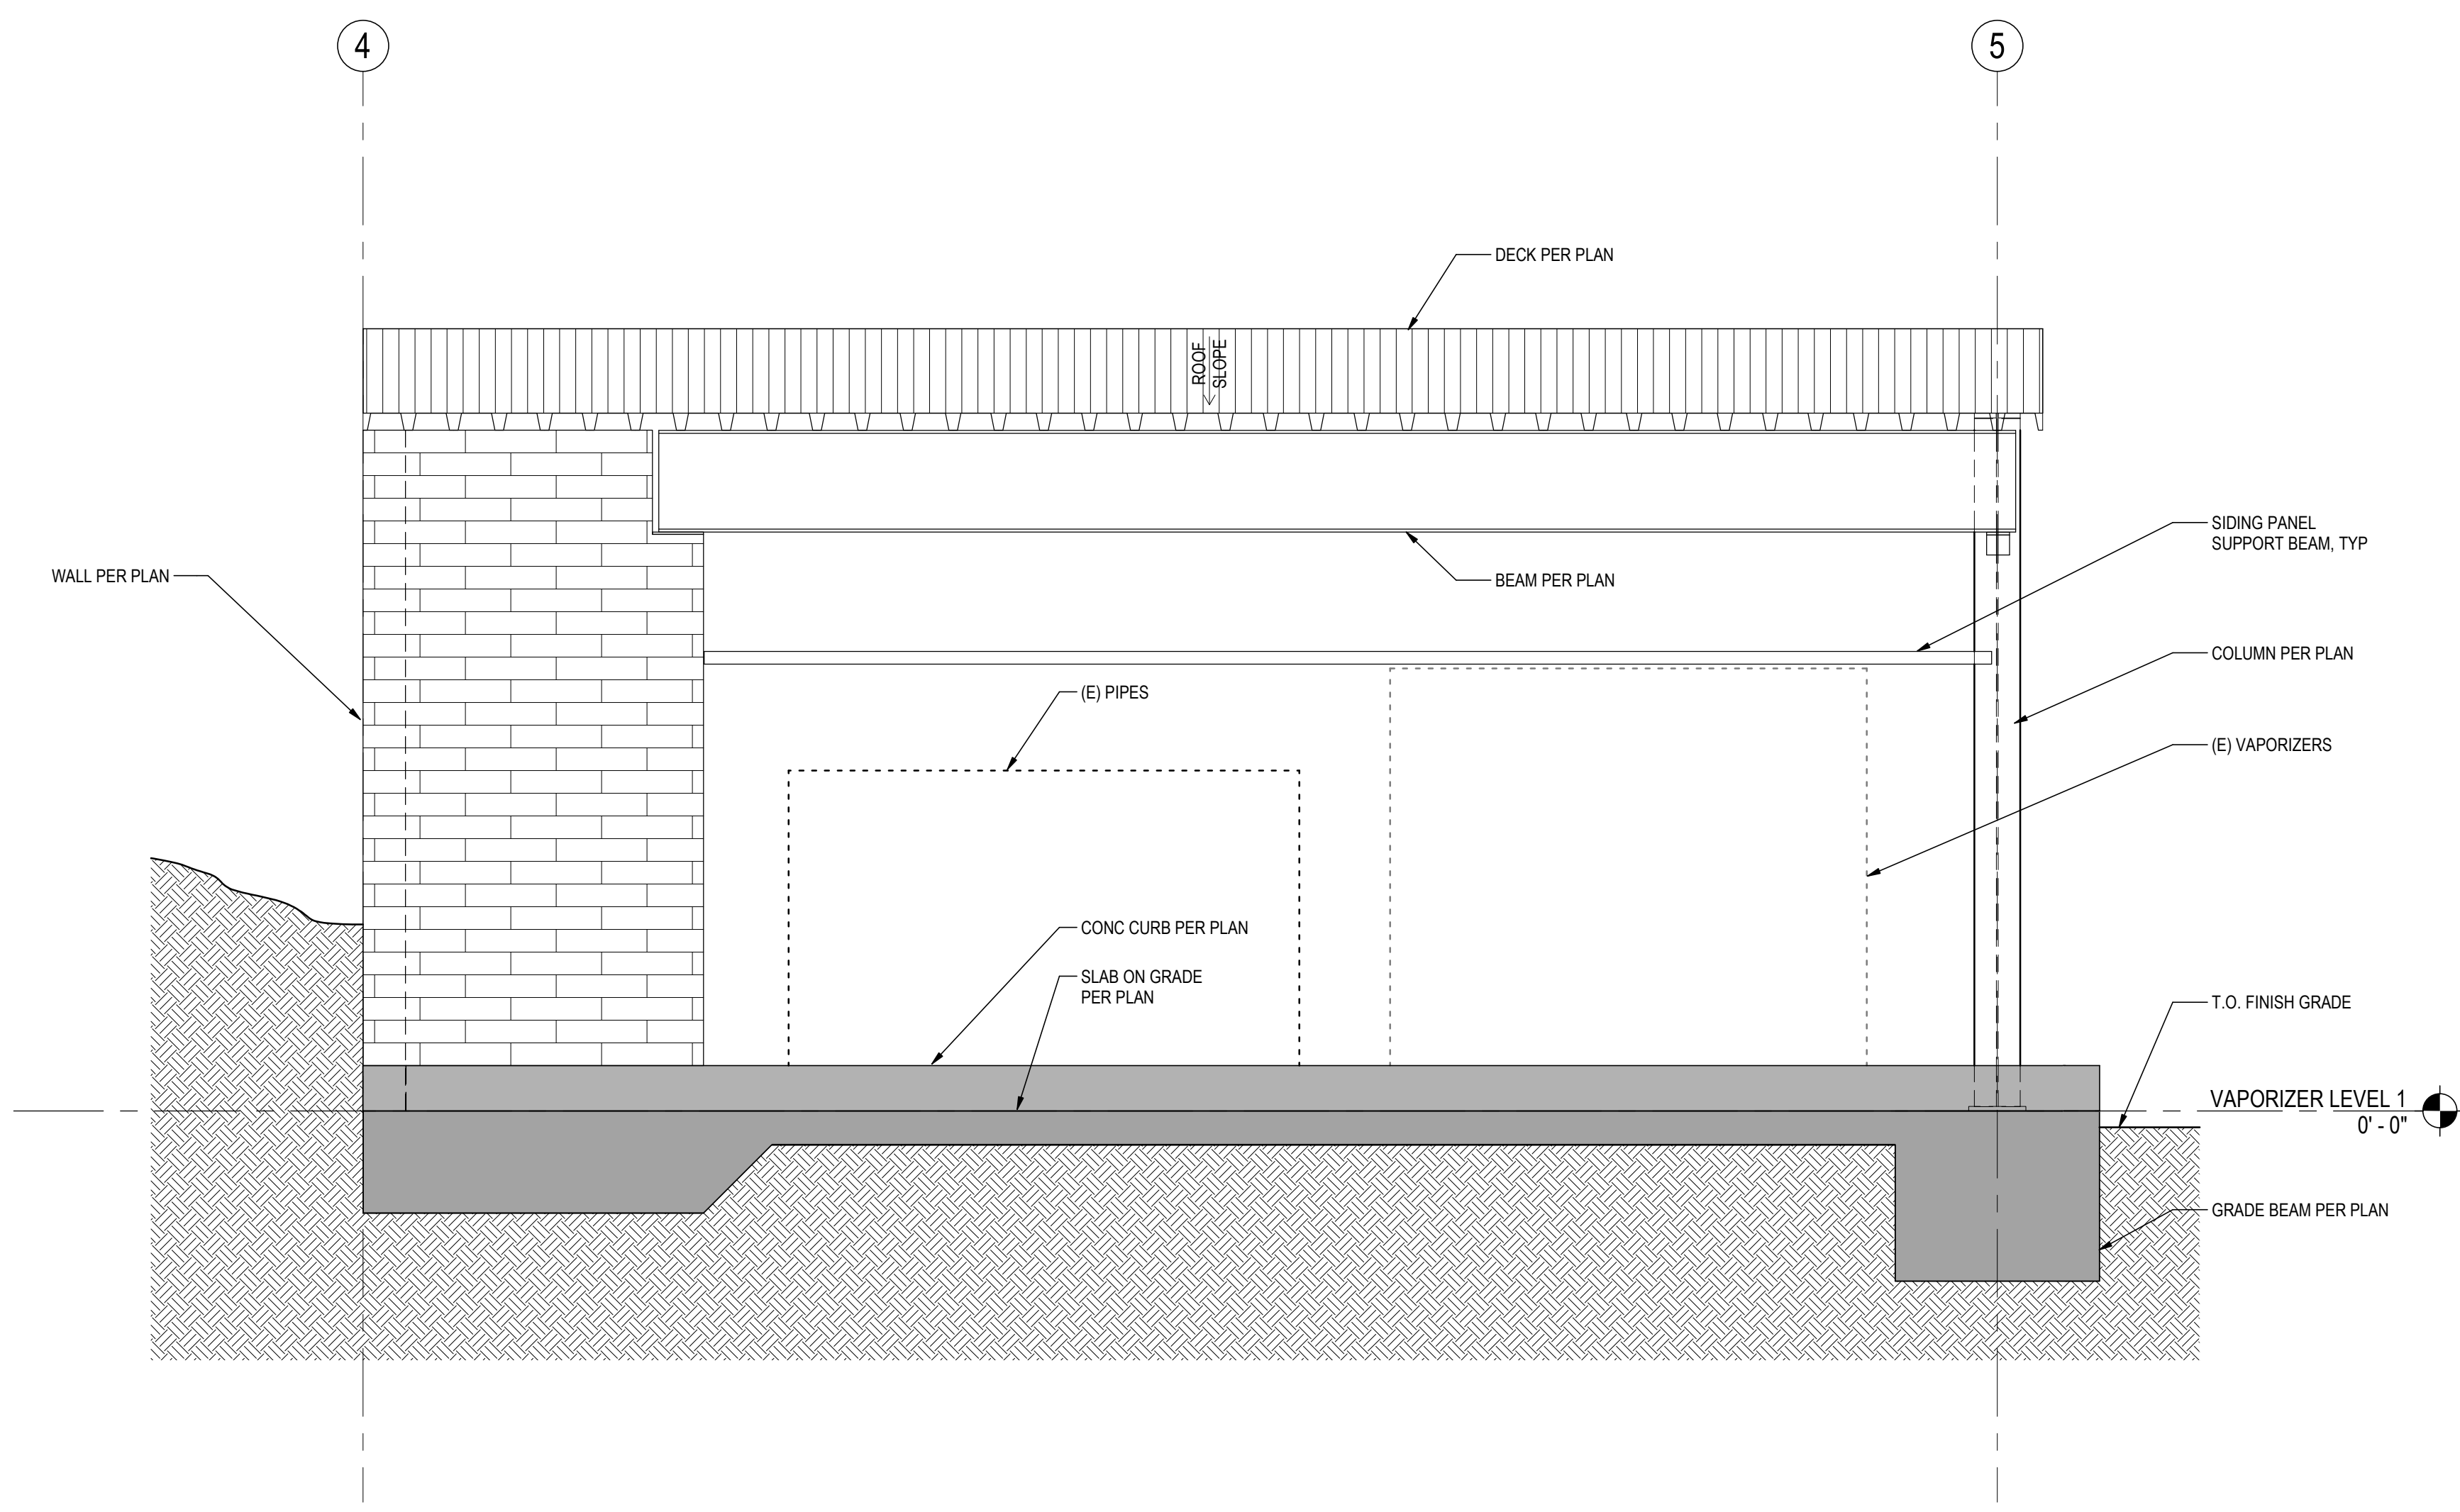 4
5
DECK PER PLAN
ROOF
SLOPE
SIDING PANEL
SUPPORT BEAM, TYP
WALL PER PLAN
BEAM PER PLAN
COLUMN PER PLAN
(E) PIPES
(E) VAPORIZERS
CONC CURB PER PLAN
SLAB ON GRADE
PER PLAN
T.O. FINISH GRADE
VAPORIZER LEVEL 1
0' - 0"
GRADE BEAM PER PLAN